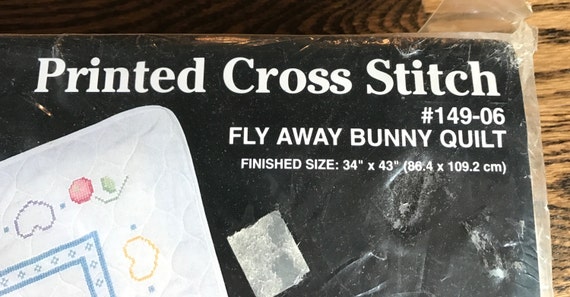 Printed Cross Stitch
#149-06
FLY AWAY BUNNY QUILT
FINISHED SIZE: 34" x 43" (86.4 x 109.2 cm)